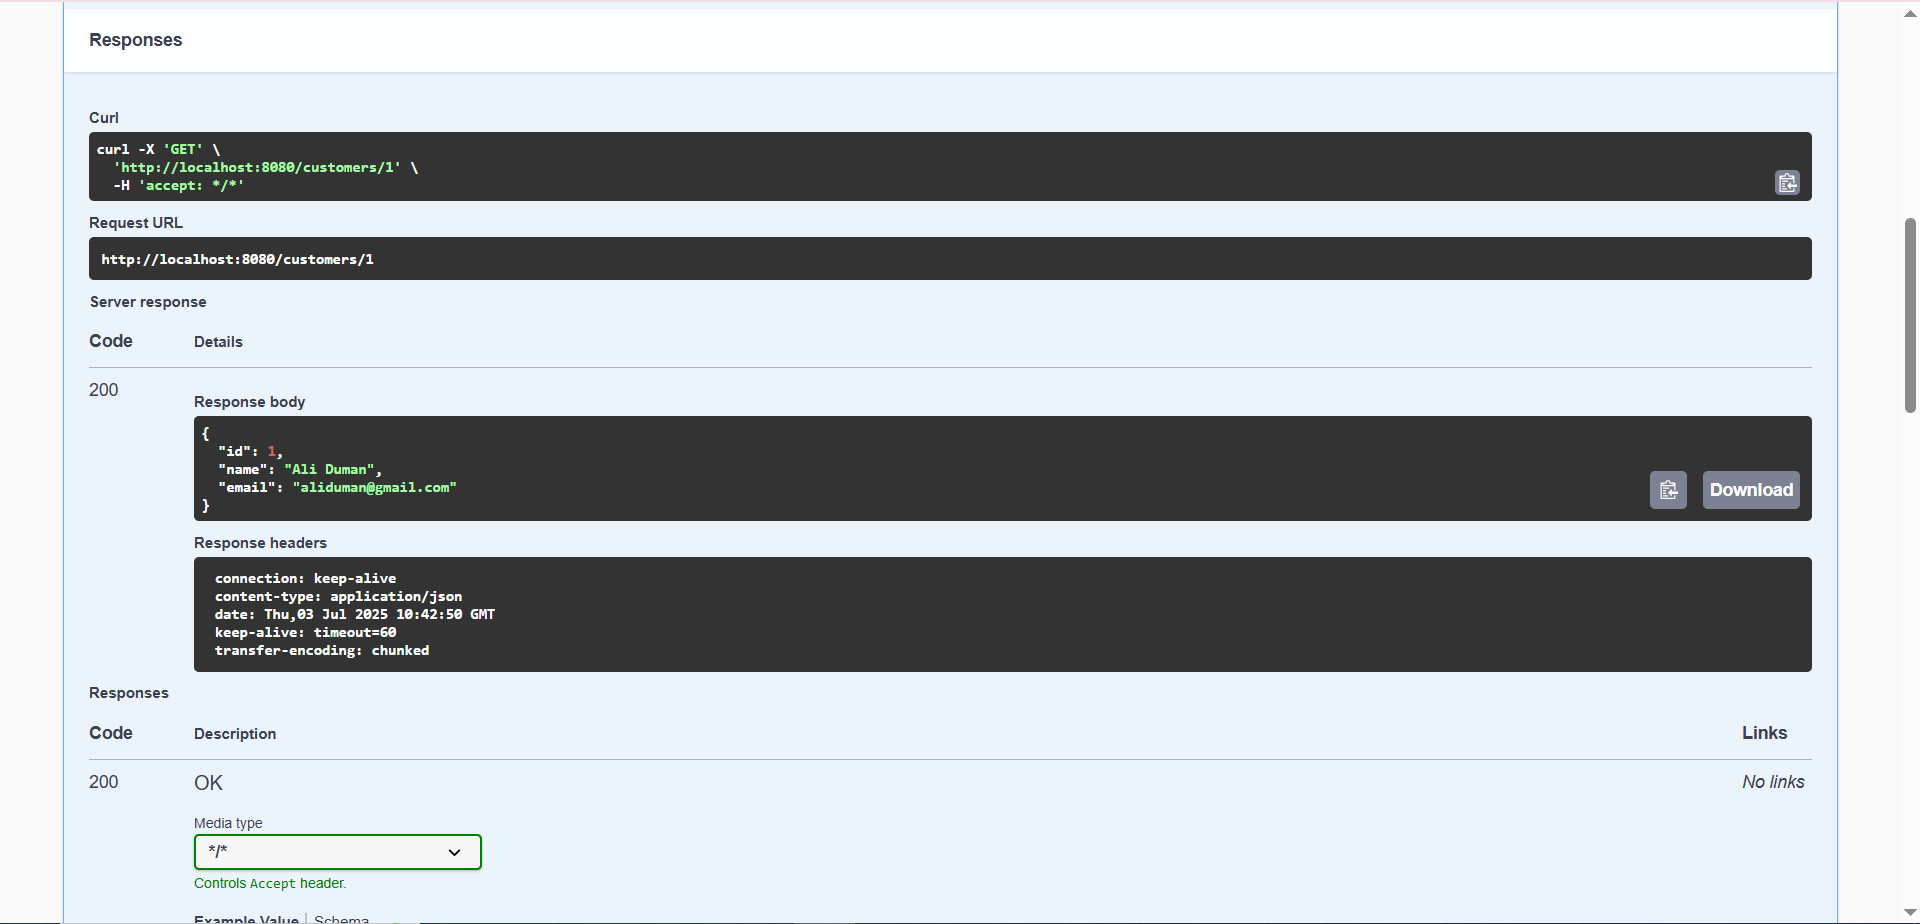 Responses
Curl
curl -X 'GET' \
'http://localhost:8080/customers/1' \
-H 'accept: */*'
Request URL
http://localhost:8080/customers/1
Server response
Code Details
200
Response body
{
"id": 1,
"name": "Ali Duman",
"email": "aliduman@gmail.com"
}
Download
Response headers
connection: keep-alive
content-type: application/json
date: Thu,03 Jul 2025 10:42:50 GMT
keep-alive: timeout=60
transfer-encoding: chunked
Responses
Code Description Links
200 OK No links
Media type
*/*
Controls Accept header.
Example Value Schema